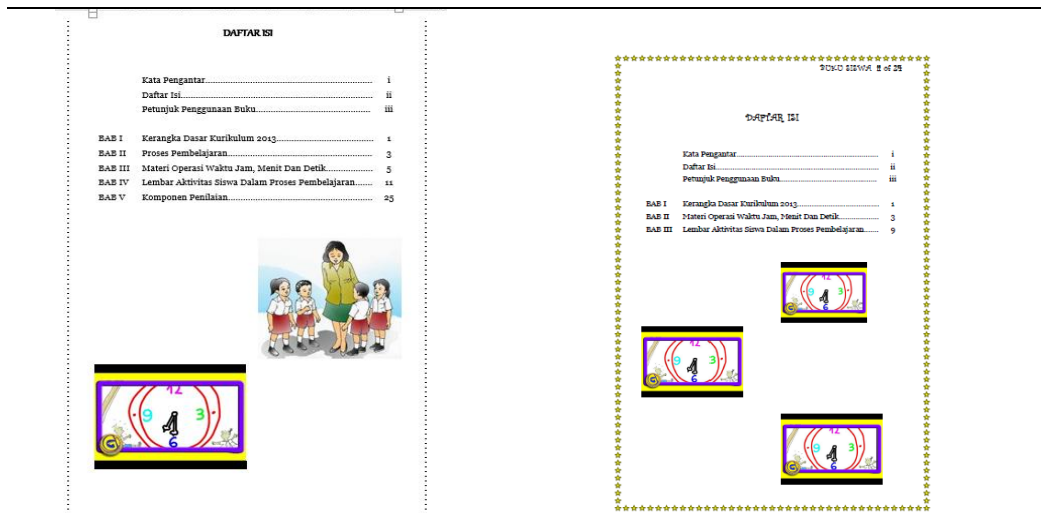 DAFTAR ISI
Kata Pengantar.................................................................. i
Daftar Isi........................................................................... ii
Petunjuk Penggunaan Buku............................................. iii
BAB I Kerangka Dasar Kurikulum 2013...................................... 1
BAB II Proses Pembelajaran......................................................... 3
BAB III Materi Operasi Waktu Jam, Menit Dan Detik.................. 5
BAB IV Lembar Aktivitas Siswa Dalam Proses Pembelajaran....... 11
BAB V Komponen Penilaian......................................................... 25
12
9 3
6
G
BUKU SISWA ii of 24
DAFTAR ISI
Kata Pengantar.................................................................. i
Daftar Isi........................................................................... ii
Petunjuk Penggunaan Buku............................................. iii
BAB I Kerangka Dasar Kurikulum 2013...................................... 1
BAB II Materi Operasi Waktu Jam, Menit Dan Detik.................. 3
BAB III Lembar Aktivitas Siswa Dalam Proses Pembelajaran....... 9
12
9 3
6
G
12
9 3
6
G
12
9 3
6
G